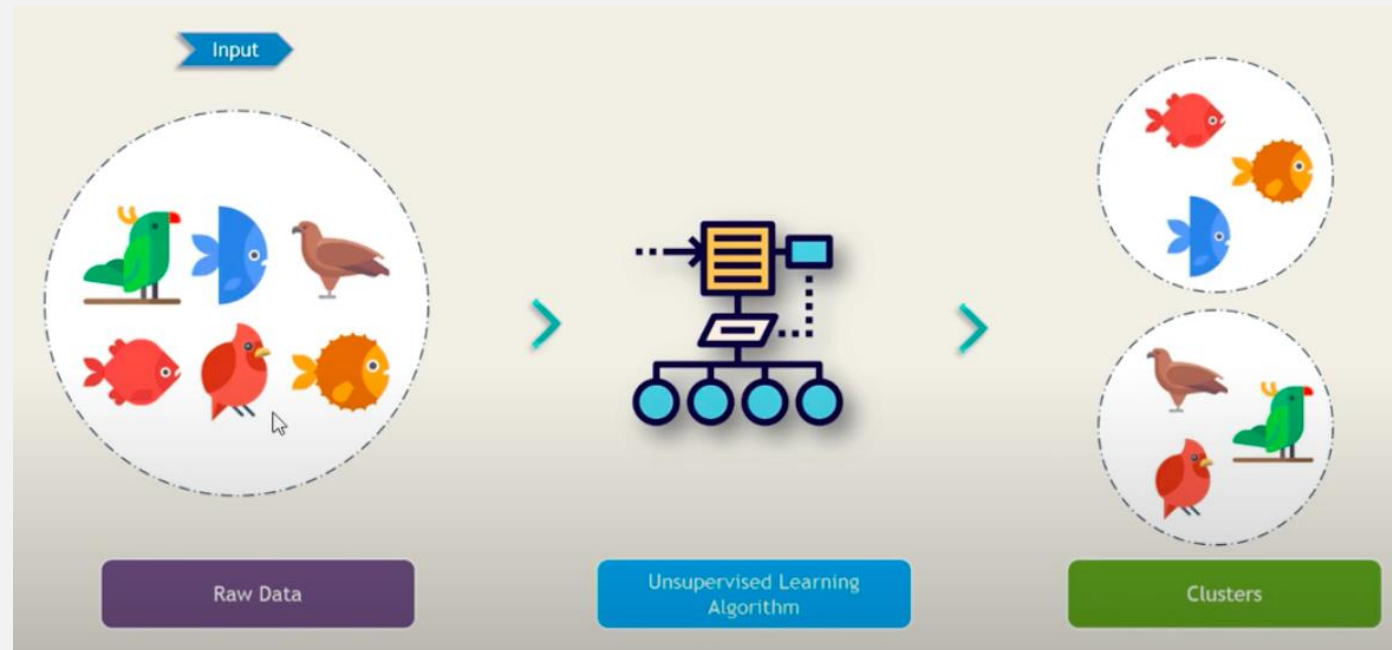 Input
Raw Data
Unsupervised Learning
Algorithm
Clusters